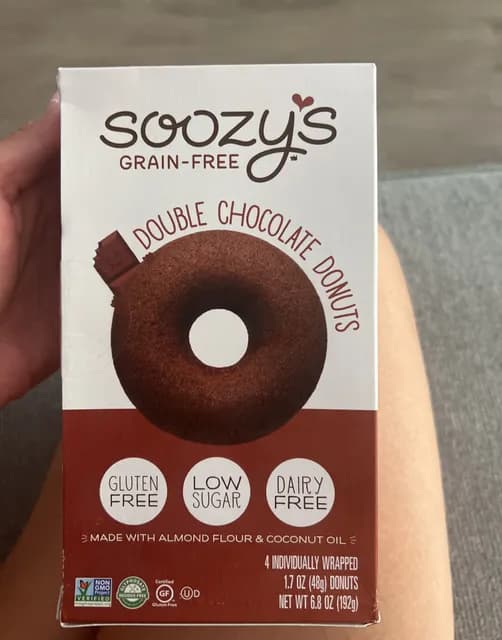 SOOZY'S
GRAIN-FREE
DOUBLE CHOCOLATE DONUTS
GLUTEN
FREE
LOW
SUGAR
DAIRY
FREE
MADE WITH ALMOND FLOUR & COCONUT OIL
4 INDIVIDUALLY WRAPPED
1.7 OZ (48g) DONUTS
NET WT 6.8 OZ (192g)
NON
GMO
Project
VERIFIED
Certified
GF
Gluten-Free
UD